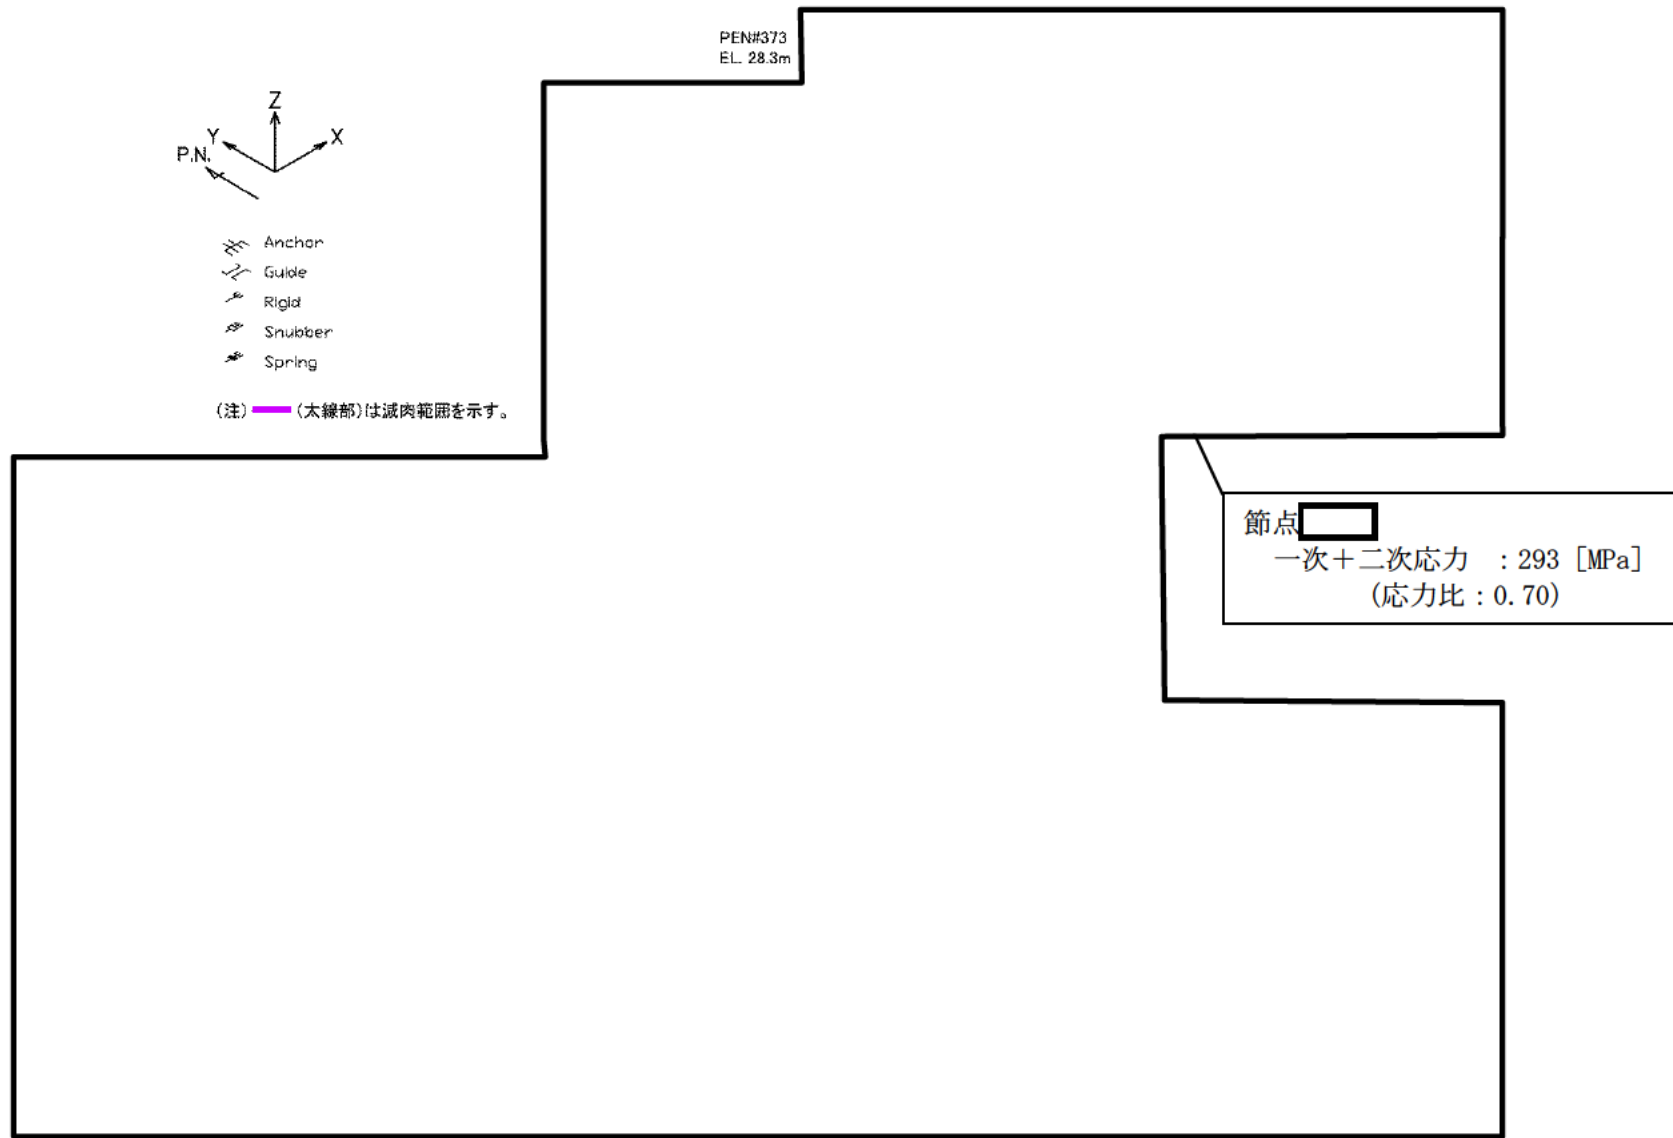 PEN#373
EL. 28.3m
Z
Y
X
P.N.
Anchor
Guide
Rigid
Snubber
Spring
(注) (太線部)は減肉範囲を示す。
節点
一次＋二次応力 : 293 [MPa]
(応力比 : 0.70)